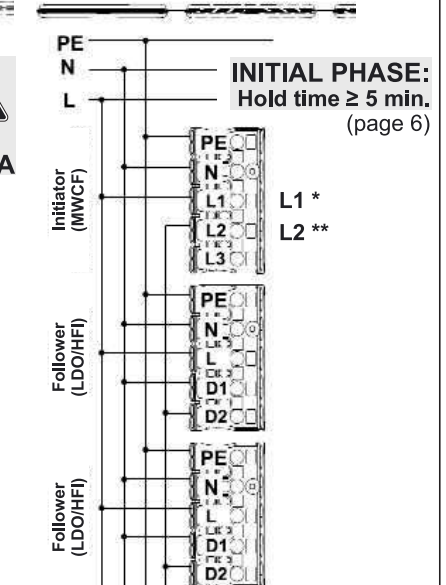 PE
N
L
INITIAL PHASE:
Hold time ≥ 5 min.
(page 6)
A
Initiator
(MWCF)
PE
N
L1
L2
L3
L1 *
L2 **
Follower
(LDO/HFI)
PE
N
L
D1
D2
Follower
(LDO/HFI)
PE
N
L
D1
D2